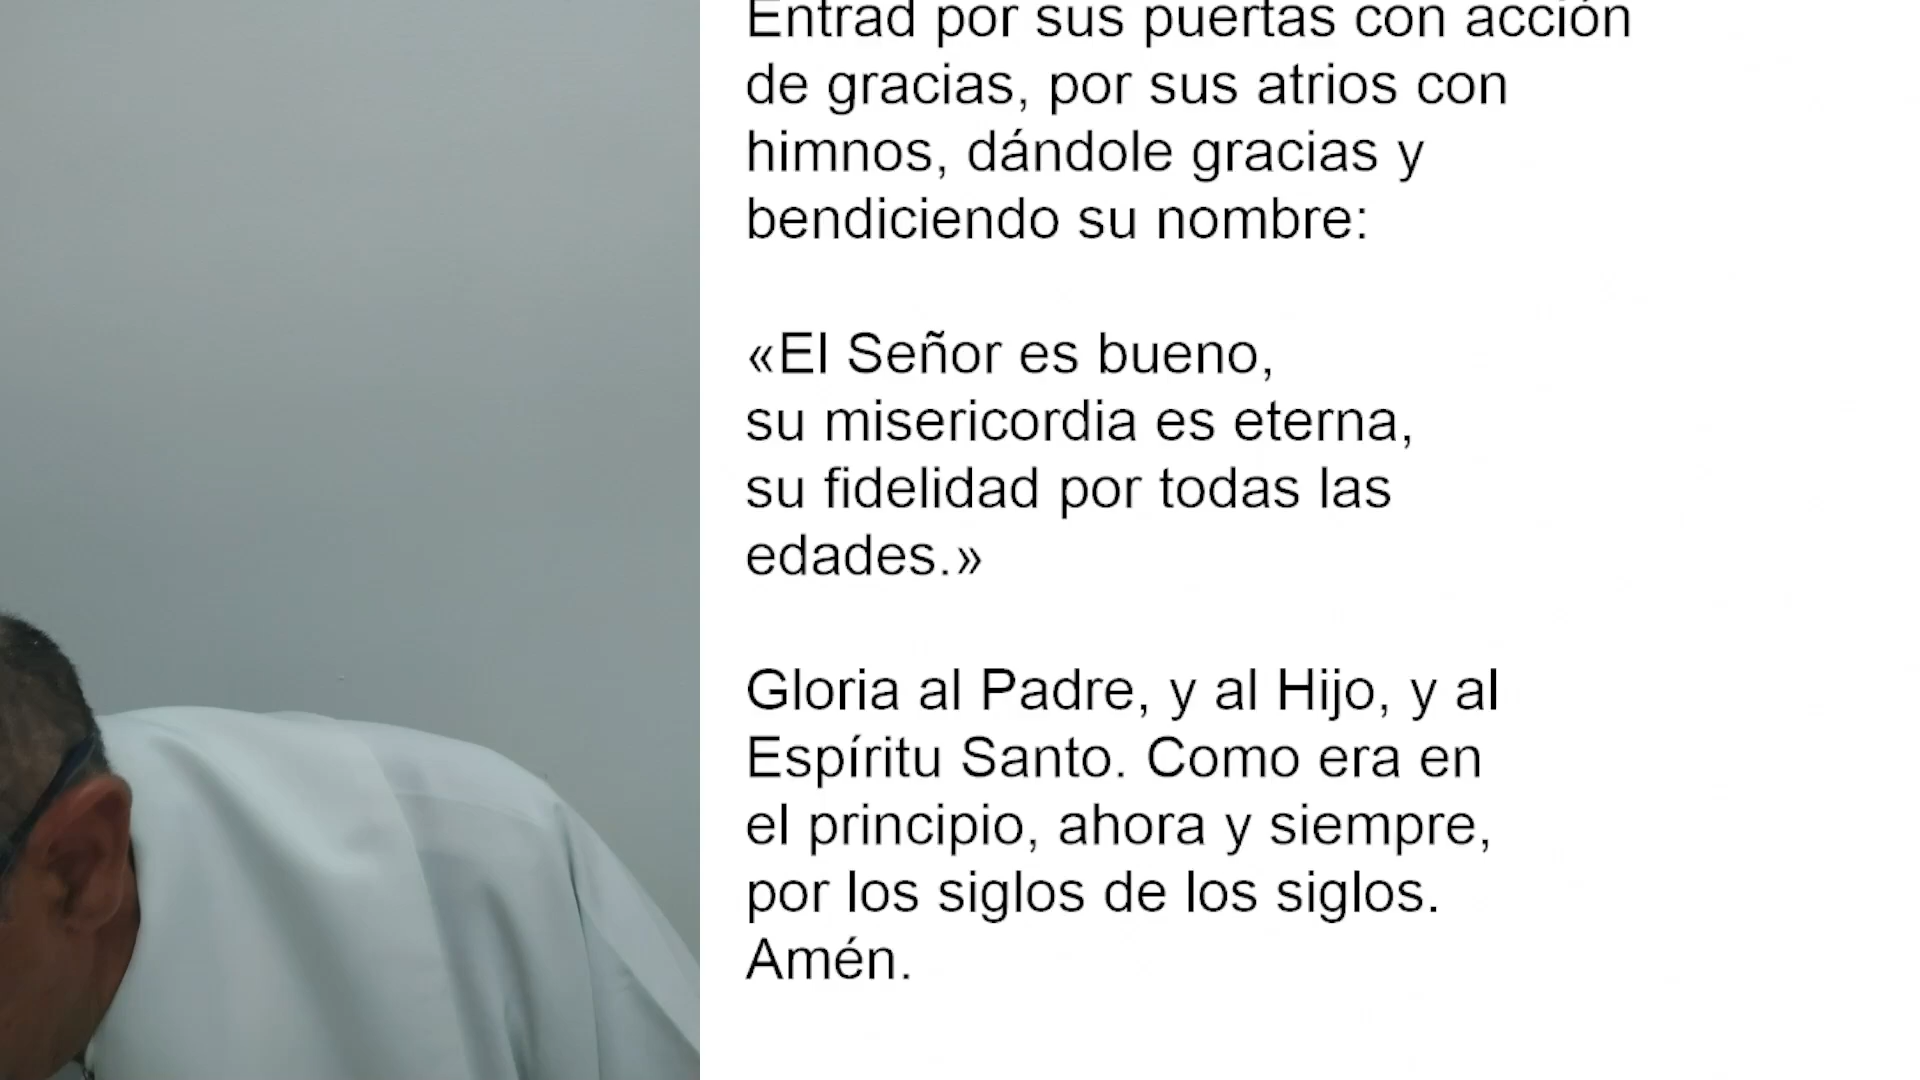 Entrad por sus puertas con acción
de gracias, por sus atrios con
himnos, dándole gracias y
bendiciendo su nombre:
«El Señor es bueno,
su misericordia es eterna,
su fidelidad por todas las
edades.»
Gloria al Padre, y al Hijo, y al
Espíritu Santo. Como era en
el principio, ahora y siempre,
por los siglos de los siglos.
Amén.